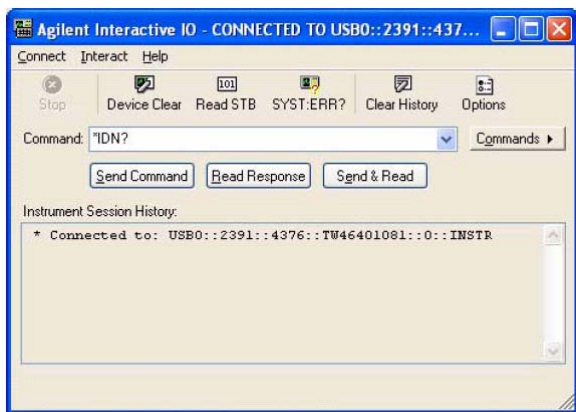 Agilent Interactive IO - CONNECTED TO USB0::2391::437...
Connect Interact Help
Stop Device Clear Read STB SYST:ERR? Clear History Options
Command: *IDN? Commands
Send Command Read Response Send & Read
Instrument Session History:
* Connected to: USB0::2391::4376::TW46401081::0::INSTR